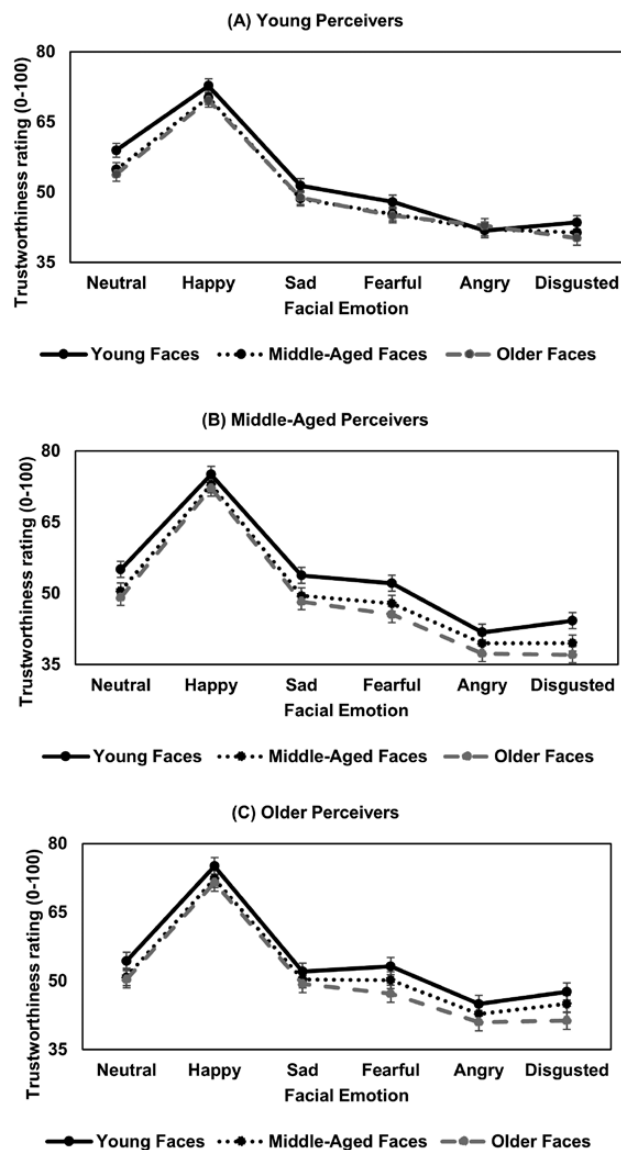 (A) Young Perceivers
Trustworthiness rating (0-100)
80
65
50
35
Neutral Happy Sad Fearful Angry Disgusted
Facial Emotion
Young Faces Middle-Aged Faces Older Faces
(B) Middle-Aged Perceivers
Trustworthiness rating (0-100)
80
65
50
35
Neutral Happy Sad Fearful Angry Disgusted
Facial Emotion
Young Faces Middle-Aged Faces Older Faces
(C) Older Perceivers
Trustworthiness rating (0-100)
80
65
50
35
Neutral Happy Sad Fearful Angry Disgusted
Facial Emotion
Young Faces Middle-Aged Faces Older Faces